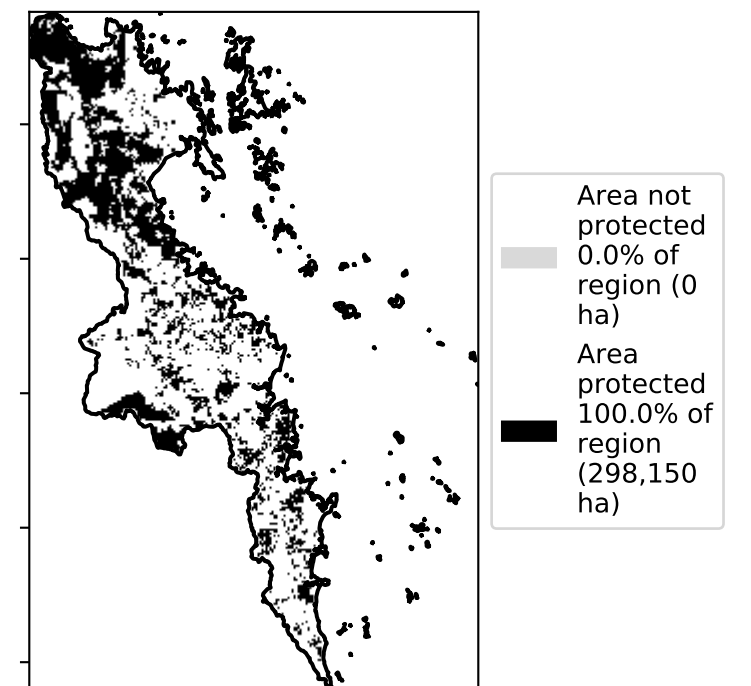 Area not
protected
0.0% of
region (0
ha)
Area
protected
100.0% of
region
(298,150
ha)